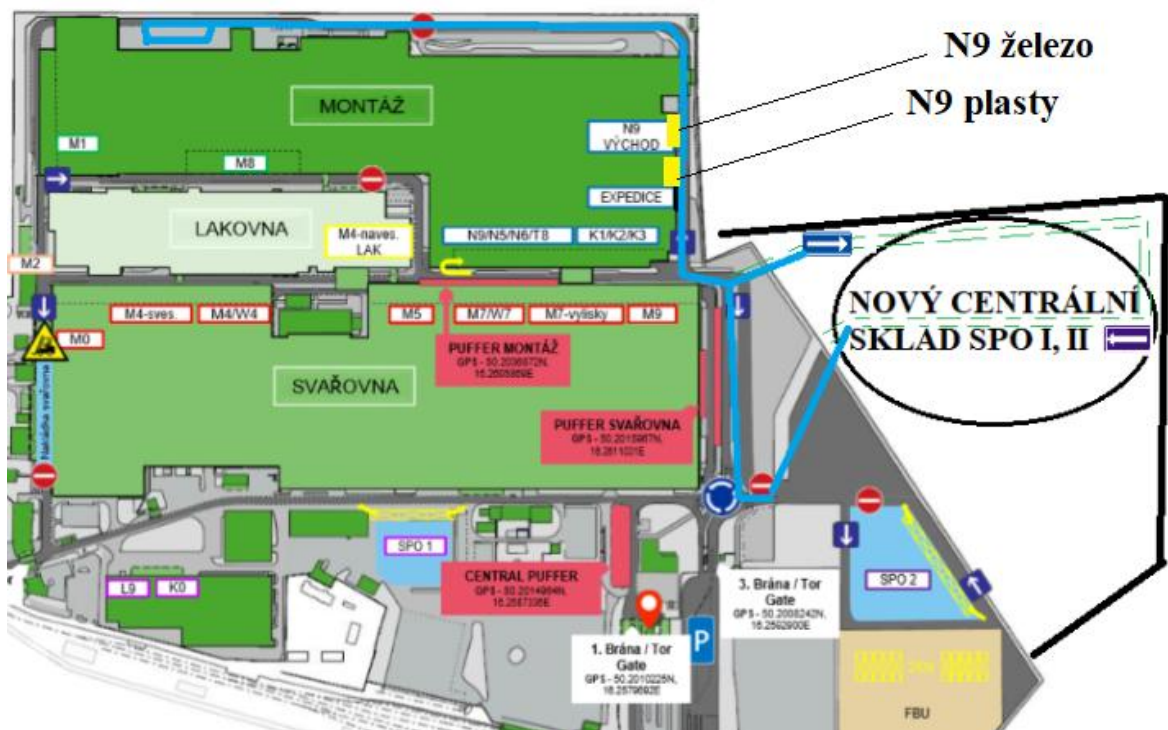 N9 železo
N9 plasty
MONTÁŽ
N9
VÝCHOD
M1
M8
EXPEDICE
LAKOVNA
M4-naves.
LAK
N9/N5/N6/T8
K1/K2/K3
M2
NOVÝ CENTRÁLNÍ
SKLAD SPO I, II
M4-sves.
M4/W4
M5
M7/W7
M7-vylisky
M9
M0
PUFFER MONTÁŽ
SVAŘOVNA
Nakládka svařovna
PUFFER SVAŘOVNA
SPO 1
CENTRAL PUFFER
L9
K0
3. Brána / Tor
Gate
SPO 2
1. Brána / Tor
Gate
P
FBU